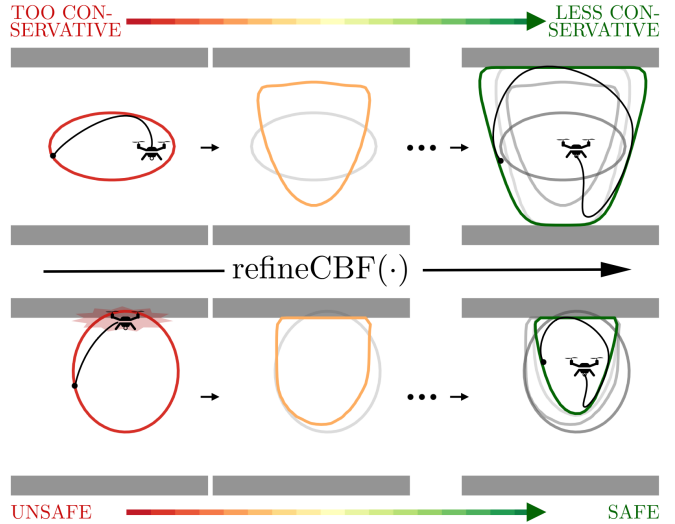 TOO CON-
SERVATIVE
LESS CON-
SERVATIVE
refineCBF(·)
UNSAFE
SAFE